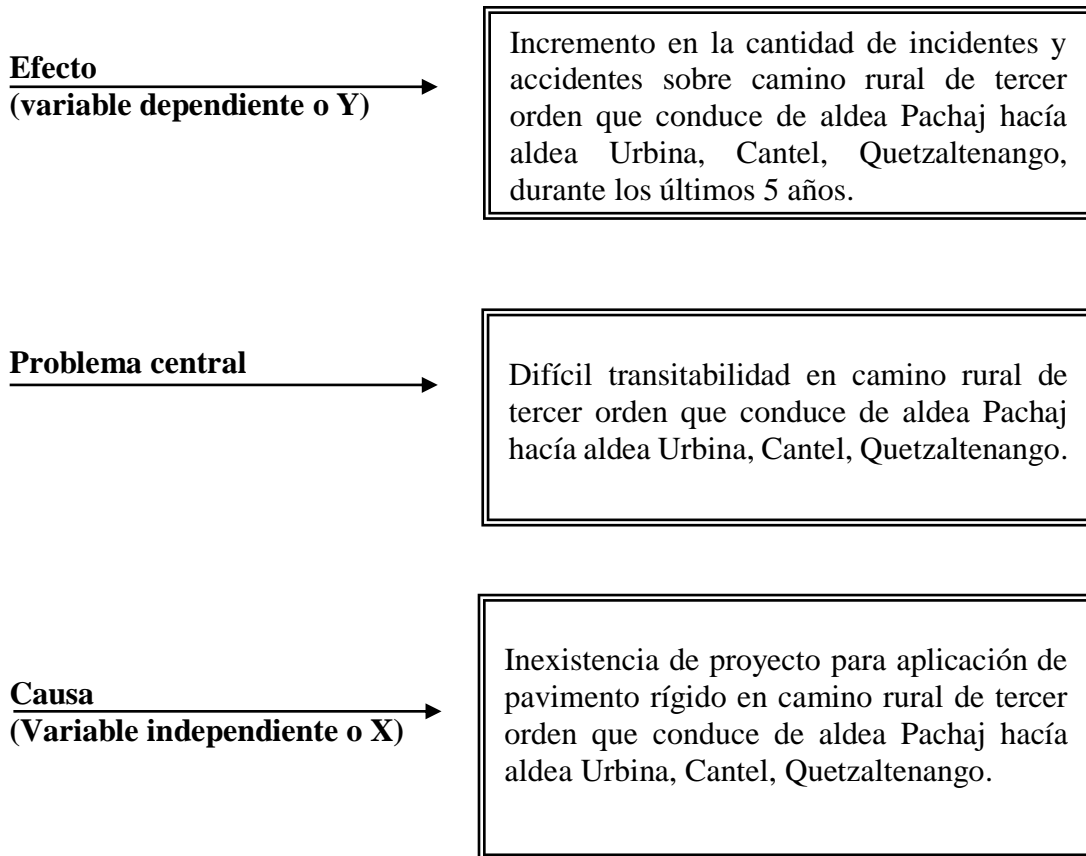 Efecto
(variable dependiente o Y)
Incremento en la cantidad de incidentes y
accidentes sobre camino rural de tercer
orden que conduce de aldea Pachaj hacía
aldea Urbina, Cantel, Quetzaltenango,
durante los últimos 5 años.
Problema central
Difícil transitabilidad en camino rural de
tercer orden que conduce de aldea Pachaj
hacía aldea Urbina, Cantel, Quetzaltenango.
Causa
(Variable independiente o X)
Inexistencia de proyecto para aplicación de
pavimento rígido en camino rural de tercer
orden que conduce de aldea Pachaj hacía
aldea Urbina, Cantel, Quetzaltenango.